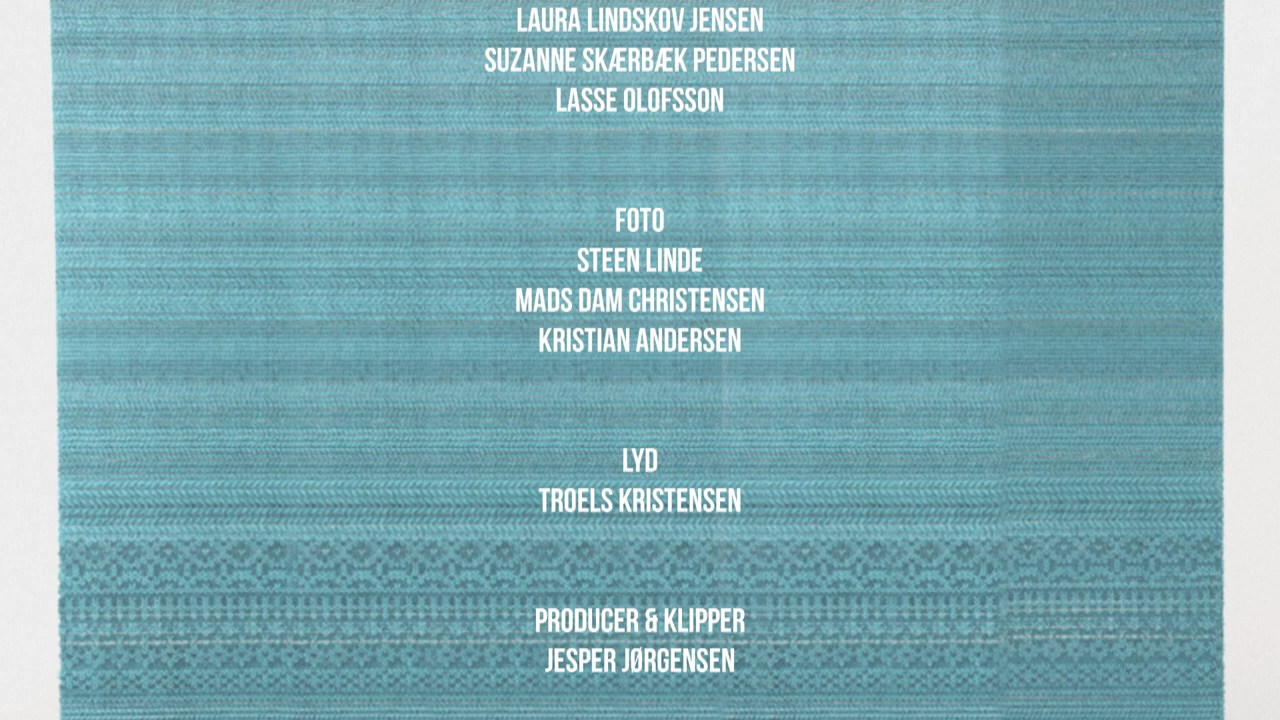 LAURA LINDSKOV JENSEN
SUZANNE SKÆRBÆK PEDERSEN
LASSE OLOFSSON
FOTO
STEEN LINDE
MADS DAM CHRISTENSEN
KRISTIAN ANDERSEN
LYD
TROELS KRISTENSEN
PRODUCER & KLIPPER
JESPER JØRGENSEN